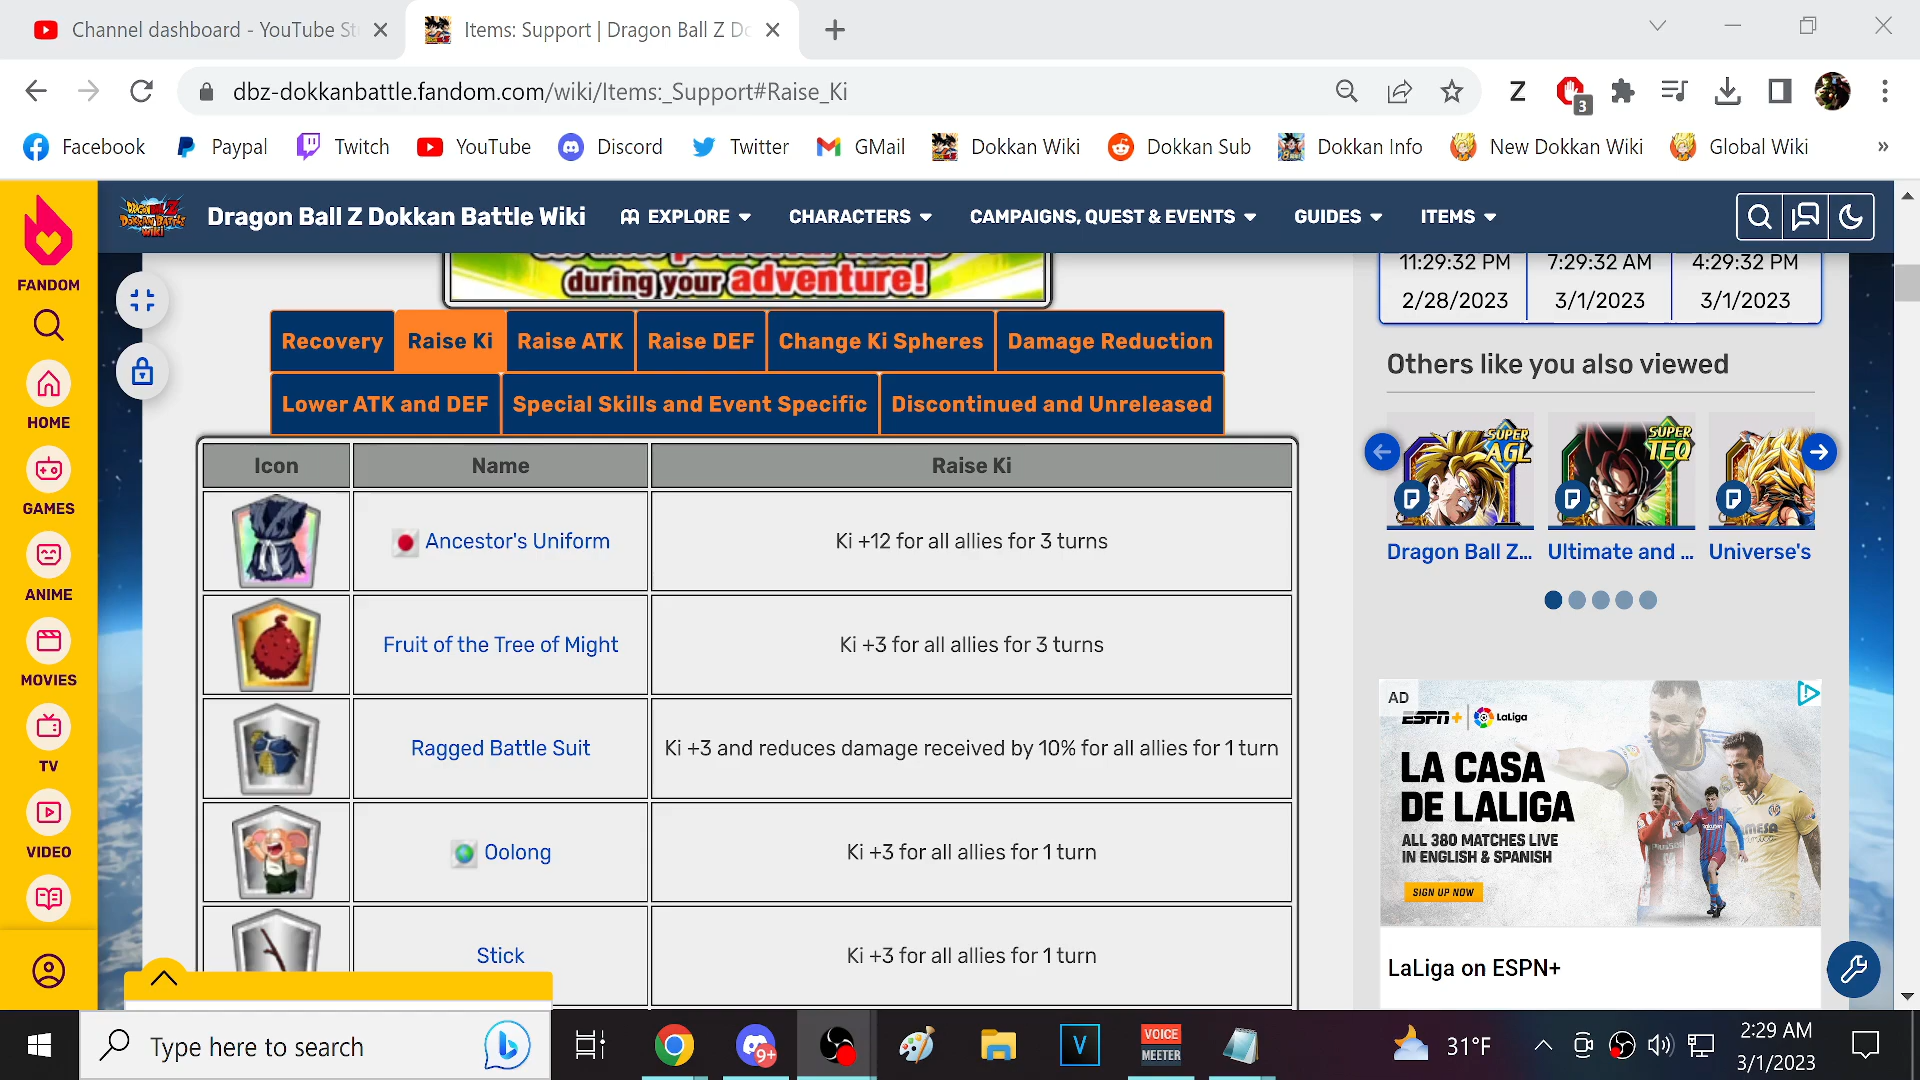 Channel dashboard - YouTube St
Items: Support | Dragon Ball Z Do
dbz-dokkanbattle.fandom.com/wiki/Items:_Support#Raise_Ki
Z
3
Facebook
Paypal
Twitch
YouTube
Discord
Twitter
GMail
Dokkan Wiki
Dokkan Sub
Dokkan Info
New Dokkan Wiki
Global Wiki
»
Dragon Ball Z Dokkan Battle Wiki
EXPLORE
CHARACTERS
CAMPAIGNS, QUEST & EVENTS
GUIDES
ITEMS
FANDOM
HOME
GAMES
ANIME
MOVIES
TV
VIDEO
during your adventure!
Recovery
Raise Ki
Raise ATK
Raise DEF
Change Ki Spheres
Damage Reduction
Lower ATK and DEF
Special Skills and Event Specific
Discontinued and Unreleased
Icon
Name
Raise Ki
Ancestor's Uniform
Ki +12 for all allies for 3 turns
Fruit of the Tree of Might
Ki +3 for all allies for 3 turns
Ragged Battle Suit
Ki +3 and reduces damage received by 10% for all allies for 1 turn
Oolong
Ki +3 for all allies for 1 turn
Stick
Ki +3 for all allies for 1 turn
11:29:32 PM
7:29:32 AM
4:29:32 PM
2/28/2023
3/1/2023
3/1/2023
Others like you also viewed
SUPER
AGL
SUPER
TEQ
Dragon Ball Z...
Ultimate and ...
Universe's
AD
ESPN+
LaLiga
LA CASA
DE LALIGA
ALL 380 MATCHES LIVE
IN ENGLISH & SPANISH
SIGN UP NOW
LaLiga on ESPN+
Type here to search
9+
V
VOICE
MEETER
31°F
2:29 AM
3/1/2023